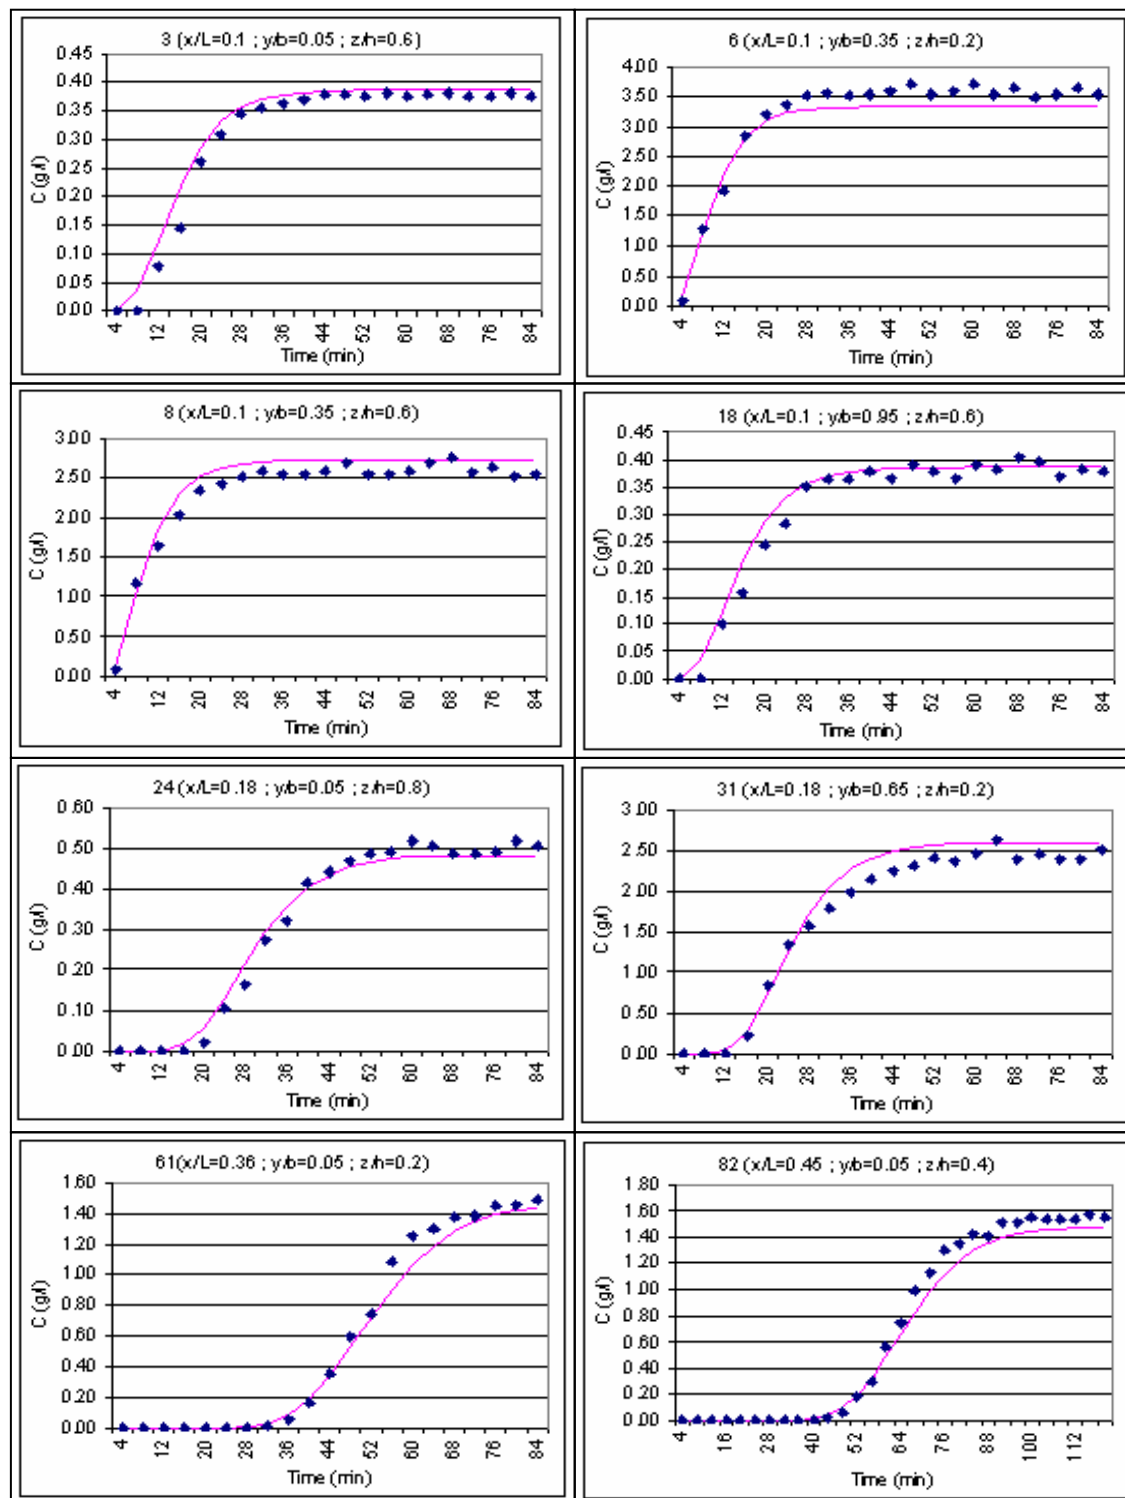 3 (x/L=0.1 ; y/b=0.05 ; z/h=0.6)
0.45
0.40
0.35
0.30
0.25
0.20
0.15
0.10
0.05
0.00
C (g/l)
4 12 20 28 36 44 52 60 68 76 84
Time (min)
6 (x/L=0.1 ; y/b=0.35 ; z/h=0.2)
4.00
3.50
3.00
2.50
2.00
1.50
1.00
0.50
0.00
C (g/l)
4 12 20 28 36 44 52 60 68 76 84
Time (min)
8 (x/L=0.1 ; y/b=0.35 ; z/h=0.6)
3.00
2.50
2.00
1.50
1.00
0.50
0.00
C (g/l)
4 12 20 28 36 44 52 60 68 76 84
Time (min)
18 (x/L=0.1 ; y/b=0.95 ; z/h=0.6)
0.45
0.40
0.35
0.30
0.25
0.20
0.15
0.10
0.05
0.00
C (g/l)
4 12 20 28 36 44 52 60 68 76 84
Time (min)
24 (x/L=0.18 ; y/b=0.05 ; z/h=0.8)
0.60
0.50
0.40
0.30
0.20
0.10
0.00
C (g/l)
4 12 20 28 36 44 52 60 68 76 84
Time (min)
31 (x/L=0.18 ; y/b=0.65 ; z/h=0.2)
3.00
2.50
2.00
1.50
1.00
0.50
0.00
C (g/l)
4 12 20 28 36 44 52 60 68 76 84
Time (min)
61(x/L=0.36 ; y/b=0.05 ; z/h=0.2)
1.60
1.40
1.20
1.00
0.80
0.60
0.40
0.20
0.00
C (g/l)
4 12 20 28 36 44 52 60 68 76 84
Time (min)
82 (x/L=0.45 ; y/b=0.05 ; z/h=0.4)
1.80
1.60
1.40
1.20
1.00
0.80
0.60
0.40
0.20
0.00
C (g/l)
4 16 28 40 52 64 76 88 100 112
Time (min)